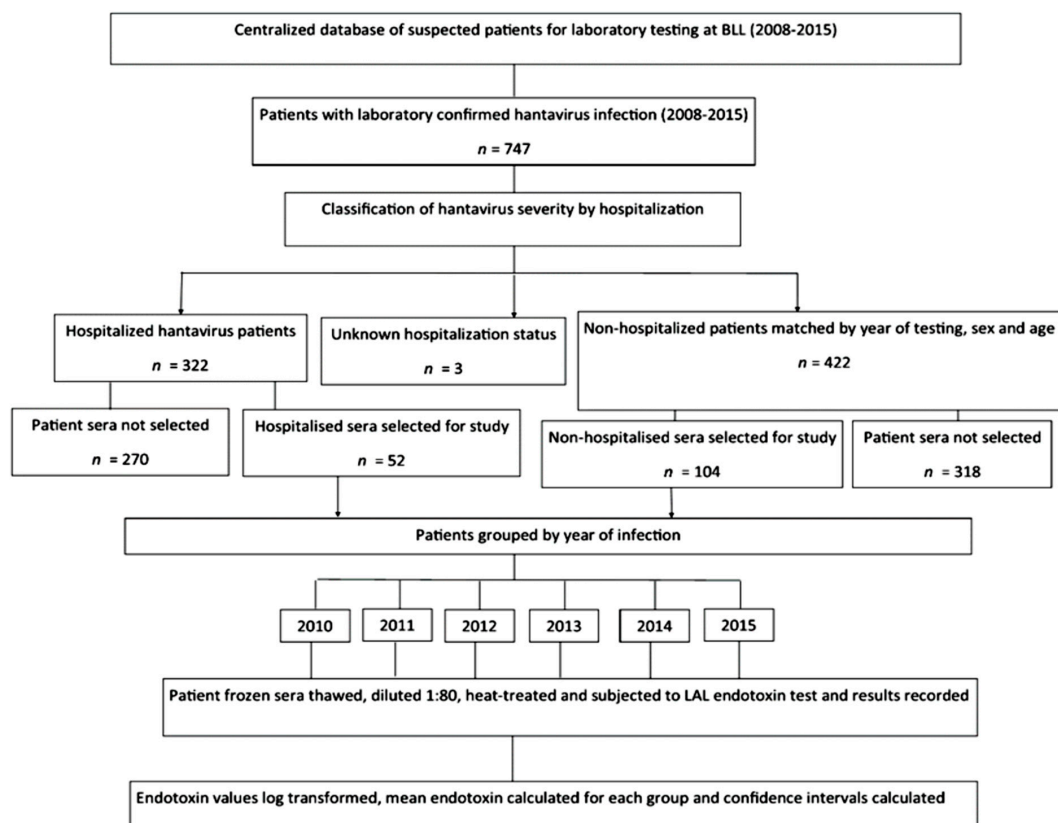 Centralized database of suspected patients for laboratory testing at BLL (2008-2015)
Patients with laboratory confirmed hantavirus infection (2008-2015)
n = 747
Classification of hantavirus severity by hospitalization
Hospitalized hantavirus patients
n = 322
Unknown hospitalization status
n = 3
Non-hospitalized patients matched by year of testing, sex and age
n = 422
Patient sera not selected
n = 270
Hospitalised sera selected for study
n = 52
Non-hospitalised sera selected for study
n = 104
Patient sera not selected
n = 318
Patients grouped by year of infection
2010
2011
2012
2013
2014
2015
Patient frozen sera thawed, diluted 1:80, heat-treated and subjected to LAL endotoxin test and results recorded
Endotoxin values log transformed, mean endotoxin calculated for each group and confidence intervals calculated